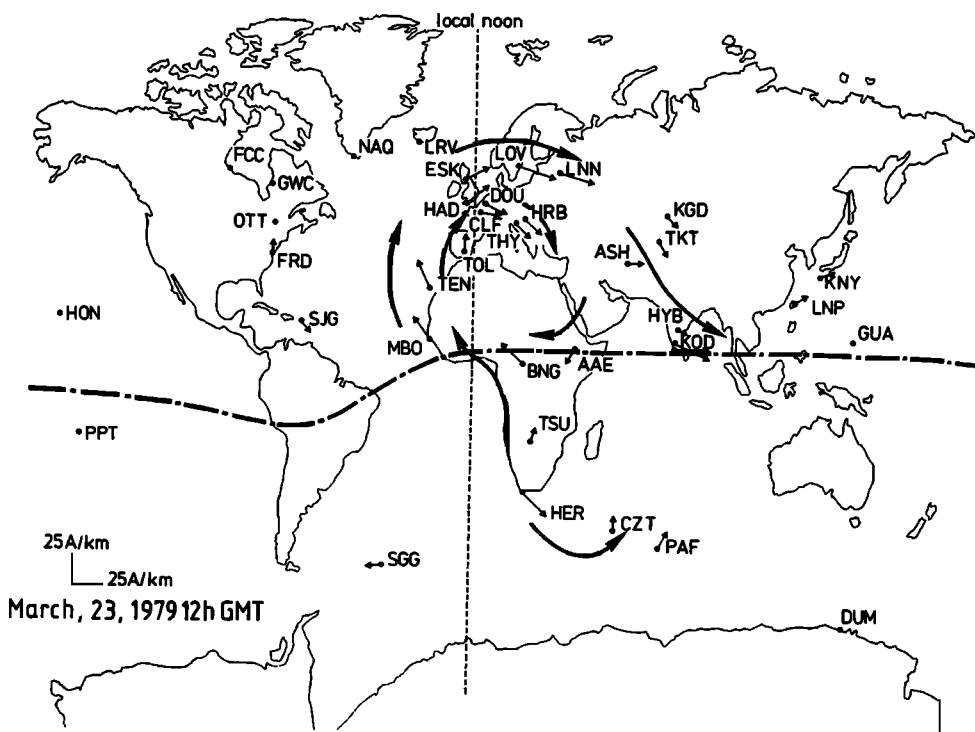 local noon
NAQ
LRV
LOV
LNN
FCC
GWC
ESK
DOU
HAD
HRB
OTT
CLF
KGD
THY
TKT
FRD
TOL
ASH
TEN
KNY
LNP
HON
SJG
HYB
MBO
KOD
GUA
BNG
AAE
PPT
TSU
HER
CZT
PAF
25A/km
SGG
25A/km
March, 23, 1979 12h GMT
DUM